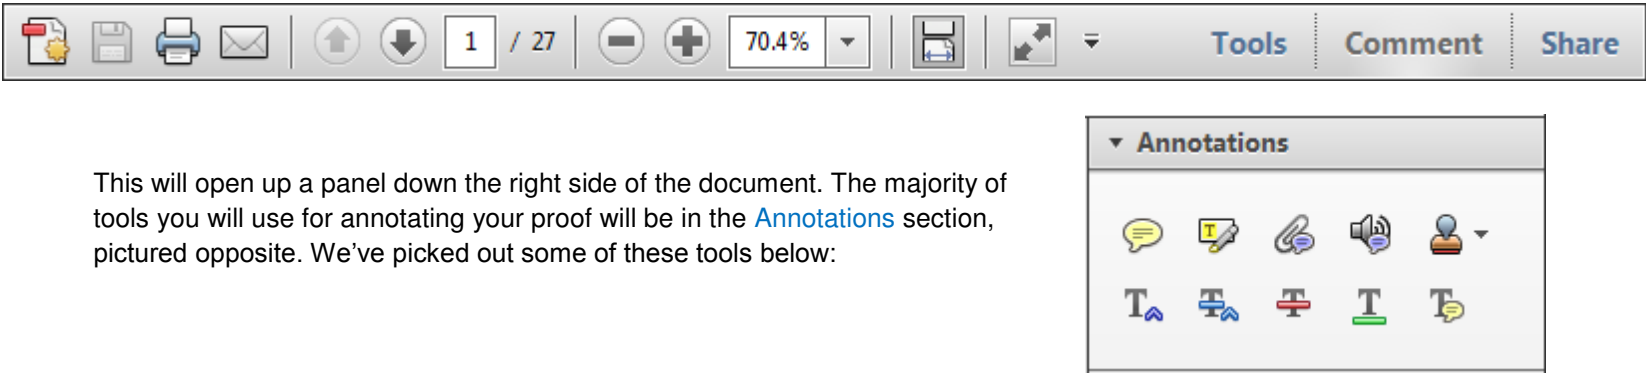 1 / 27 70.4% Tools Comment Share
Annotations
This will open up a panel down the right side of the document. The majority of
tools you will use for annotating your proof will be in the Annotations section,
pictured opposite. We’ve picked out some of these tools below:
T
T T T T T